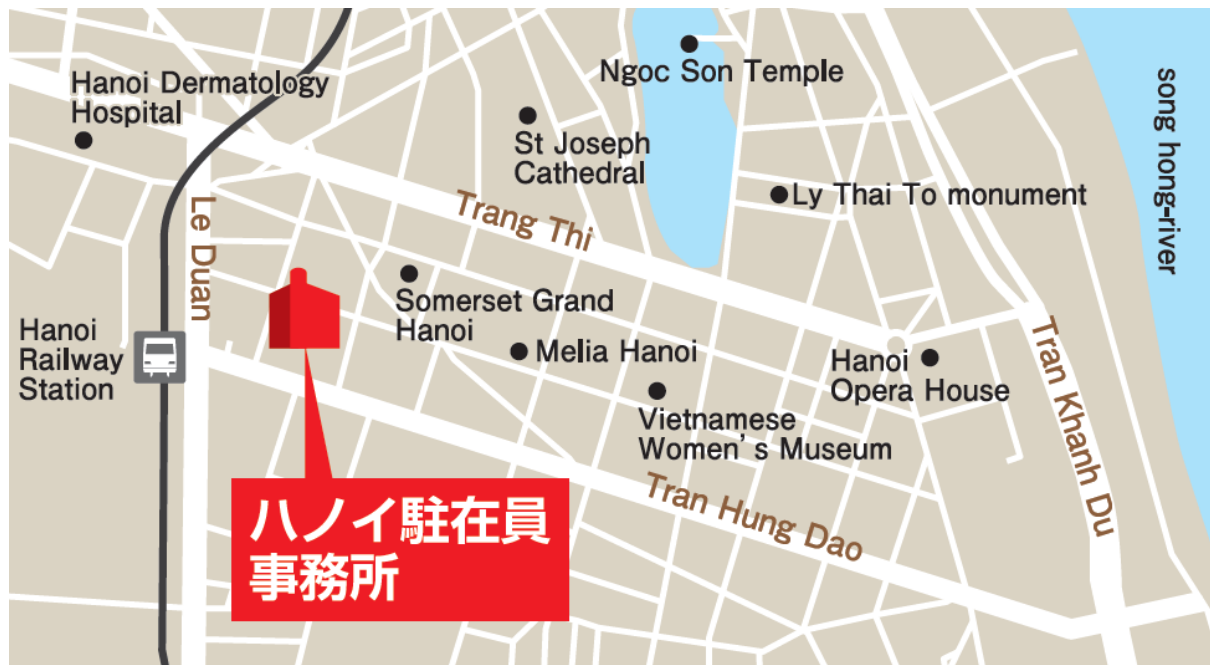 Hanoi Dermatology
Hospital
Ngoc Son Temple
St Joseph
Cathedral
song hong-river
Ly Thai To monument
Trang Thi
Le Duan
Somerset Grand
Hanoi
Hanoi
Railway
Station
Melia Hanoi
Hanoi
Opera House
Tran Khanh Du
Vietnamese
Women's Museum
Tran Hung Dao
ハノイ駐在員
事務所